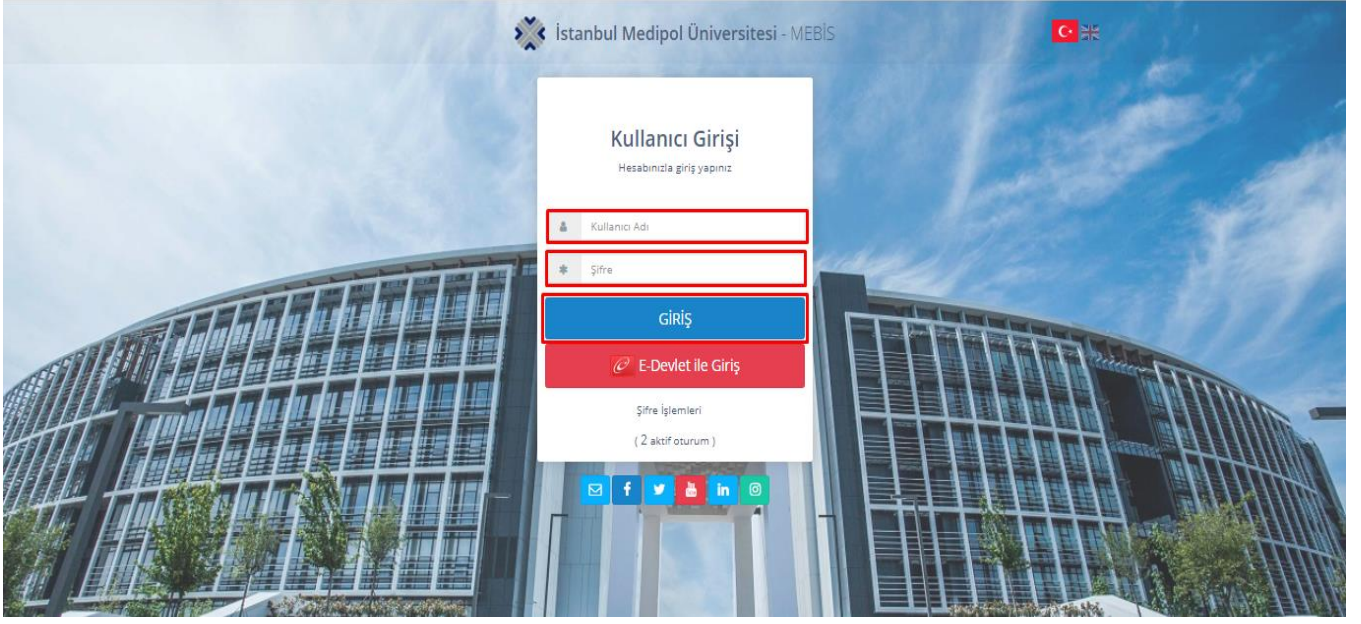 İstanbul Medipol Üniversitesi - MEBİS
Kullanıcı Girişi
Hesabınızla giriş yapınız
Kullanıcı Adı
Şifre
GİRİŞ
E-Devlet ile Giriş
Şifre İşlemleri
( 2 aktif oturum )